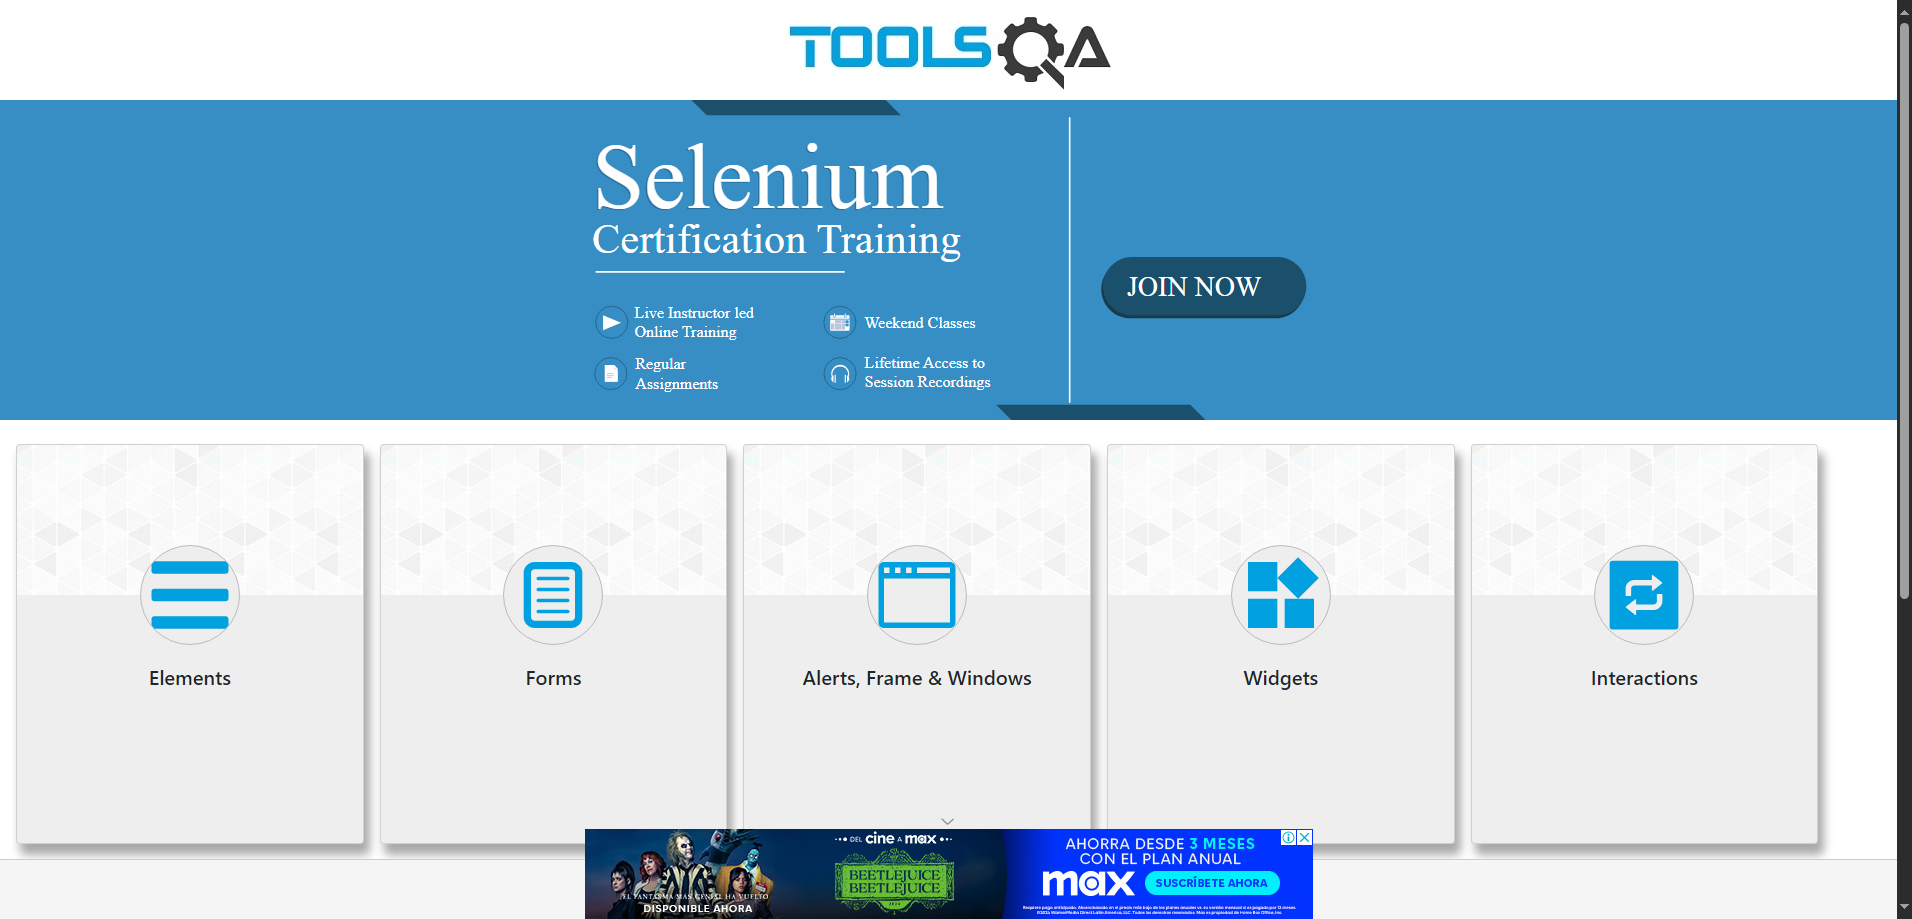 TOOLSQA
Selenium
Certification Training
Live Instructor led
Online Training
Weekend Classes
Regular
Assignments
Lifetime Access to
Session Recordings
JOIN NOW
Elements
Forms
Alerts, Frame & Windows
Widgets
Interactions
EL FANTASMA MÁS GENIAL HA VUELTO
DISPONIBLE AHORA
DEL cine A max
BEETLEJUICE
BEETLEJUICE
AHORRA DESDE 3 MESES
CON EL PLAN ANUAL
max
SUSCRÍBETE AHORA